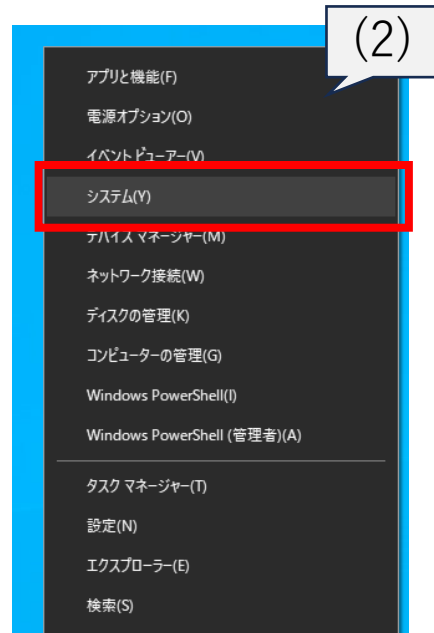 (2)
アプリと機能(F)
電源オプション(O)
イベント ビューアー(V)
システム(Y)
デバイス マネージャー(M)
ネットワーク接続(W)
ディスクの管理(K)
コンピューターの管理(G)
Windows PowerShell(I)
Windows PowerShell (管理者)(A)
タスク マネージャー(T)
設定(N)
エクスプローラー(E)
検索(S)